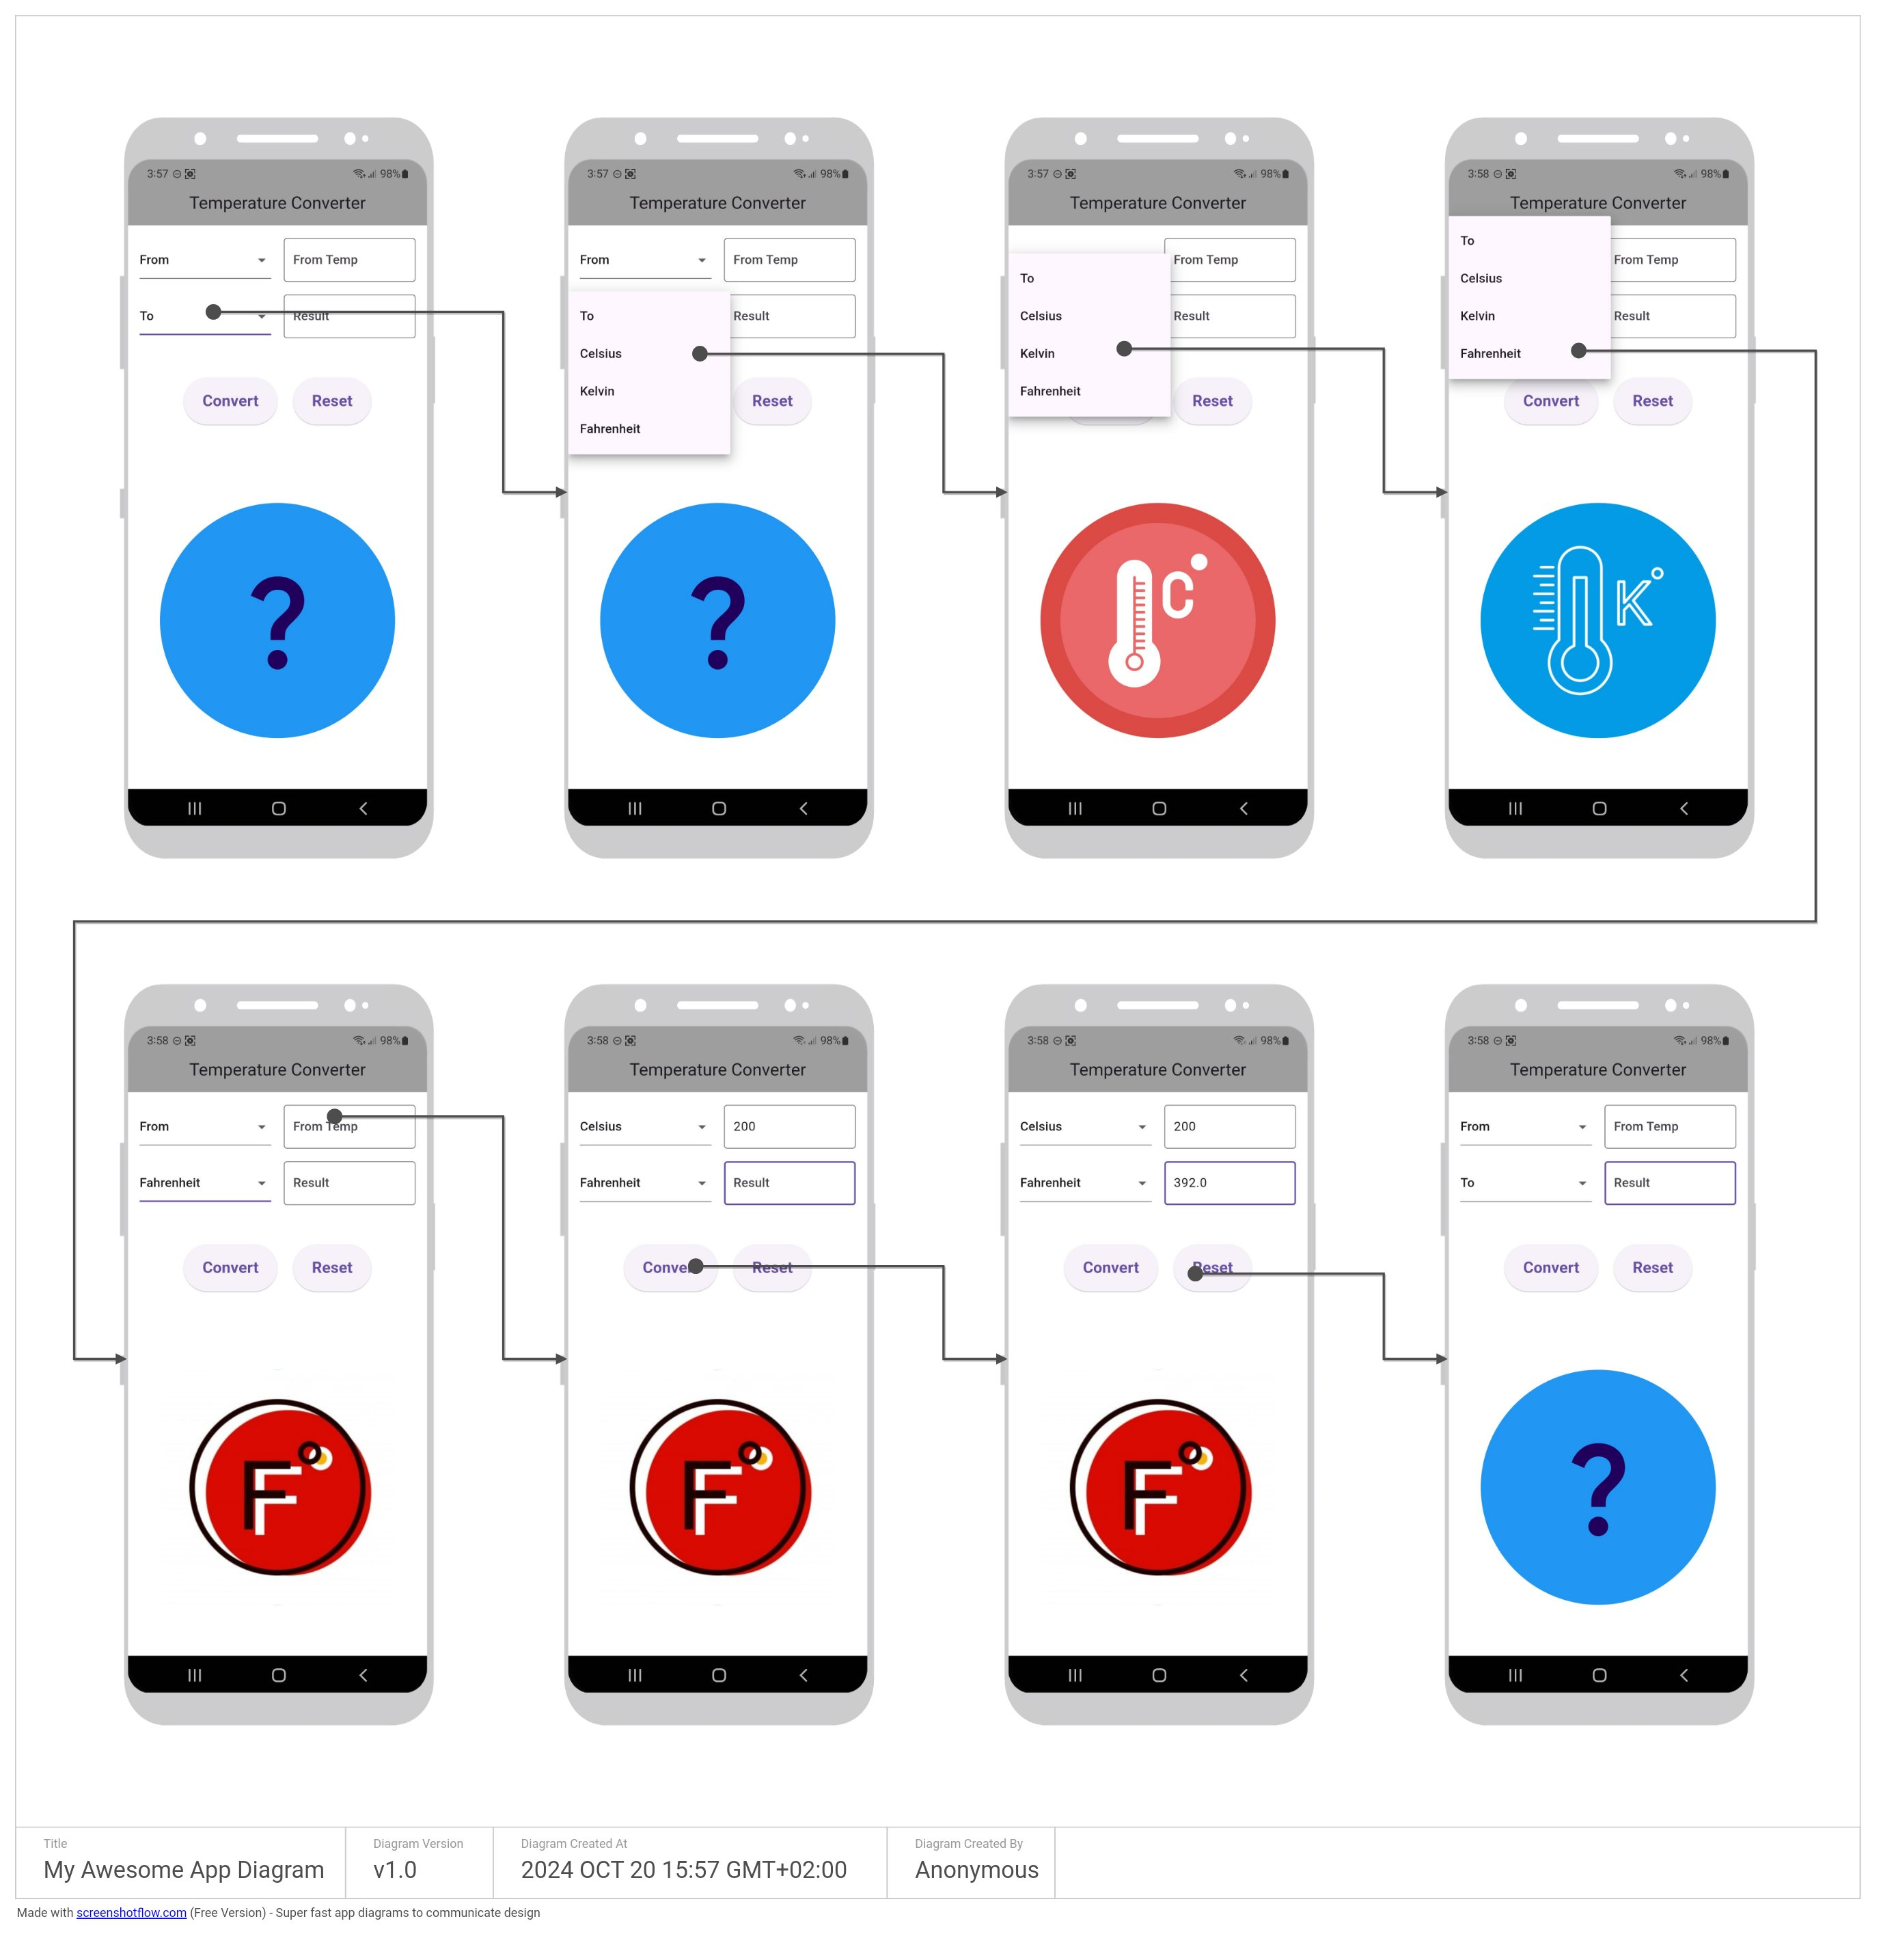 3:57 98%
Temperature Converter
From From Temp
To Result
Convert Reset
?
3:57 98%
Temperature Converter
From From Temp
To Result
Celsius
Kelvin Reset
Fahrenheit
?
3:57 98%
Temperature Converter
From Temp
To
Celsius Result
Kelvin
Fahrenheit Reset
C°
3:58 98%
Temperature Converter
To
Celsius From Temp
Kelvin Result
Fahrenheit
Convert Reset
K°
3:58 98%
Temperature Converter
From From Temp
Fahrenheit Result
Convert Reset
F°
3:58 98%
Temperature Converter
Celsius 200
Fahrenheit Result
Convert Reset
F°
3:58 98%
Temperature Converter
Celsius 200
Fahrenheit 392.0
Convert Reset
F°
3:58 98%
Temperature Converter
From From Temp
To Result
Convert Reset
?
Title
My Awesome App Diagram
Diagram Version
v1.0
Diagram Created At
2024 OCT 20 15:57 GMT+02:00
Diagram Created By
Anonymous
Made with screenshotflow.com (Free Version) - Super fast app diagrams to communicate design